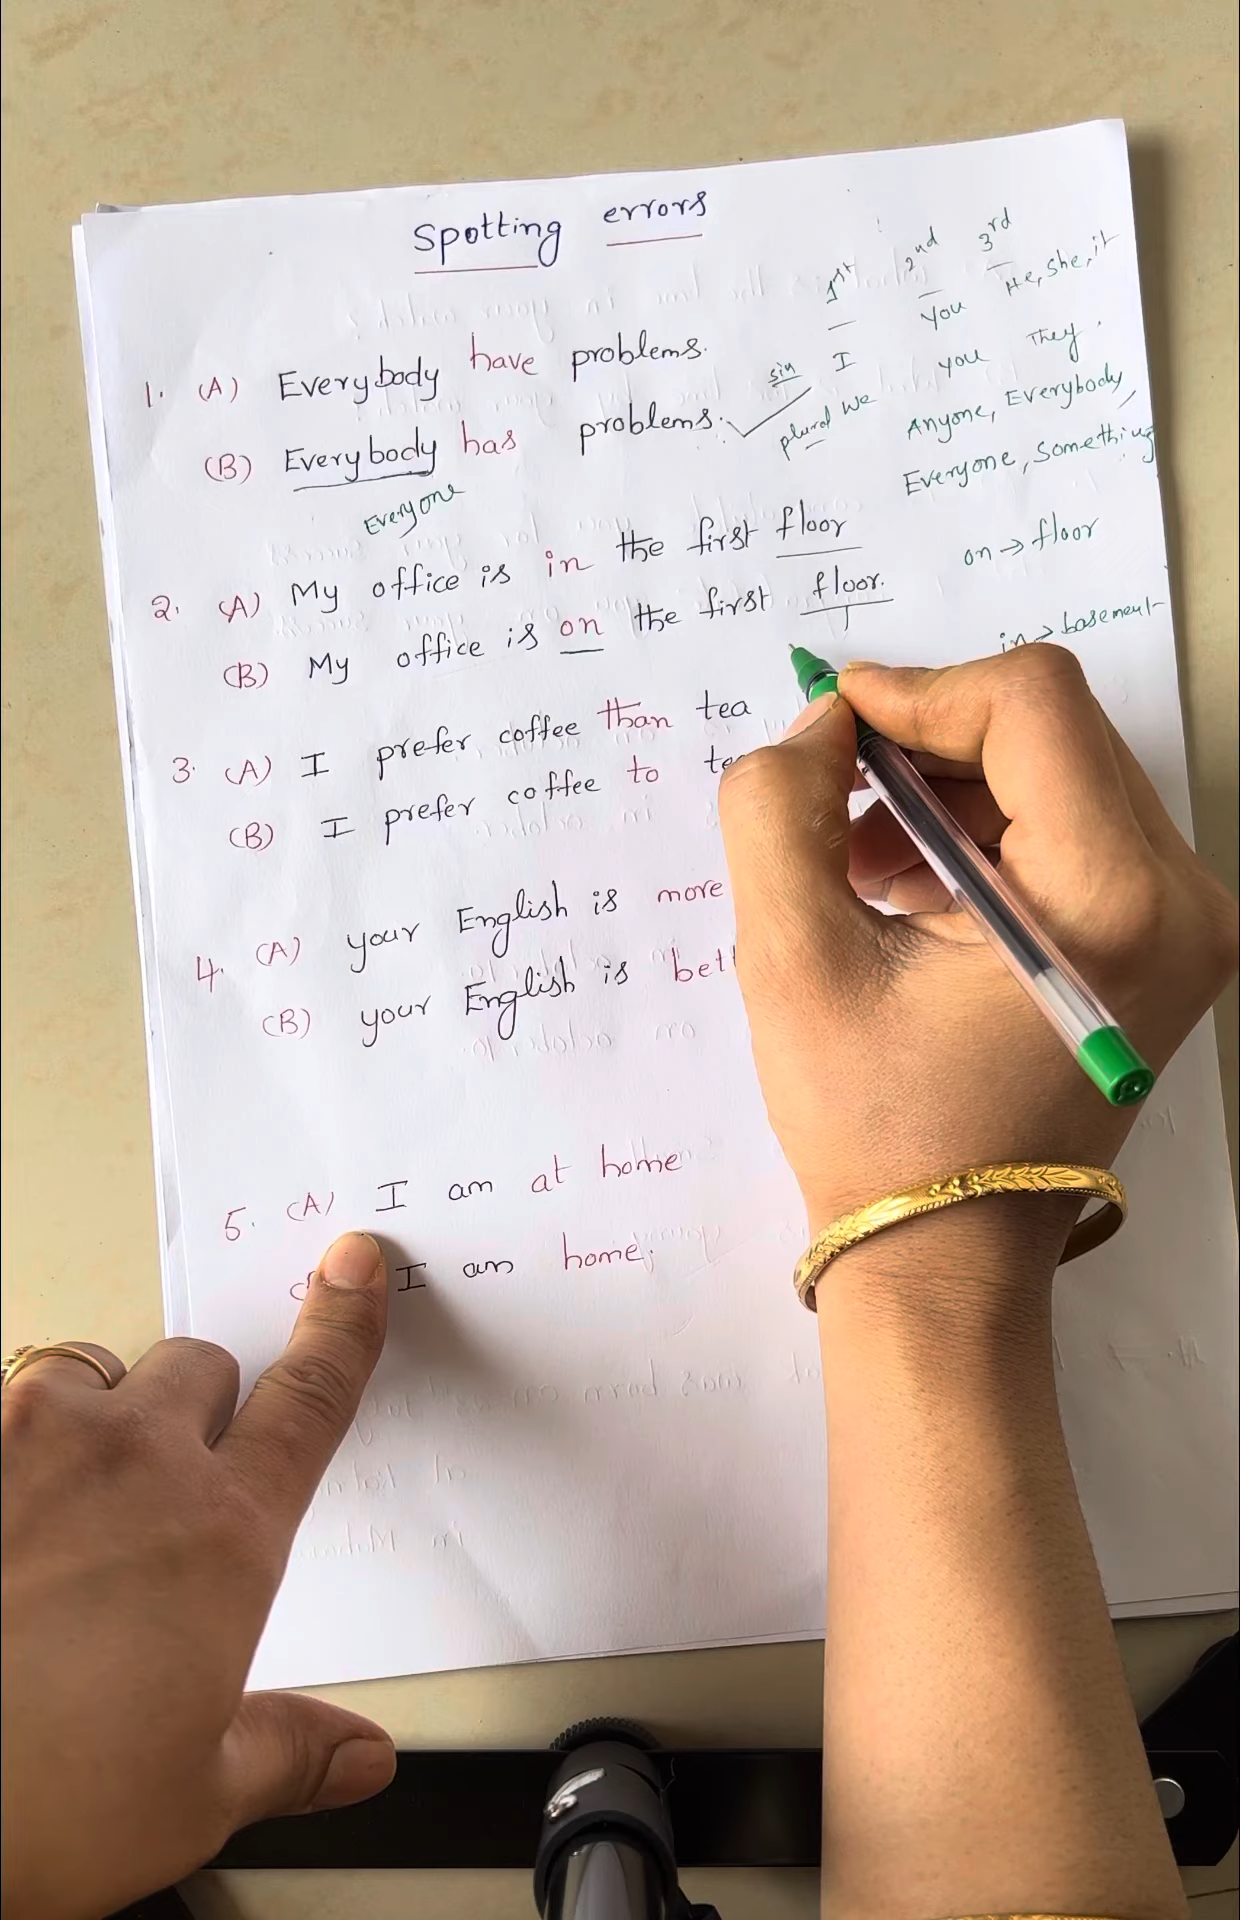 Spotting errors
1. (A) Everybody have problems.
(B) Everybody has problems.
Everyone
1st 2nd 3rd
sin I You He, She, it
plural We you They.
Anyone, Everybody,
Everyone, Something
2. (A) My office is in the first floor
(B) My office is on the first floor.
on → floor
in → basement
3. (A) I prefer coffee than tea
(B) I prefer coffee to
4. (A) your English is more
(B) your English is
5. (A) I am at home
I am home.